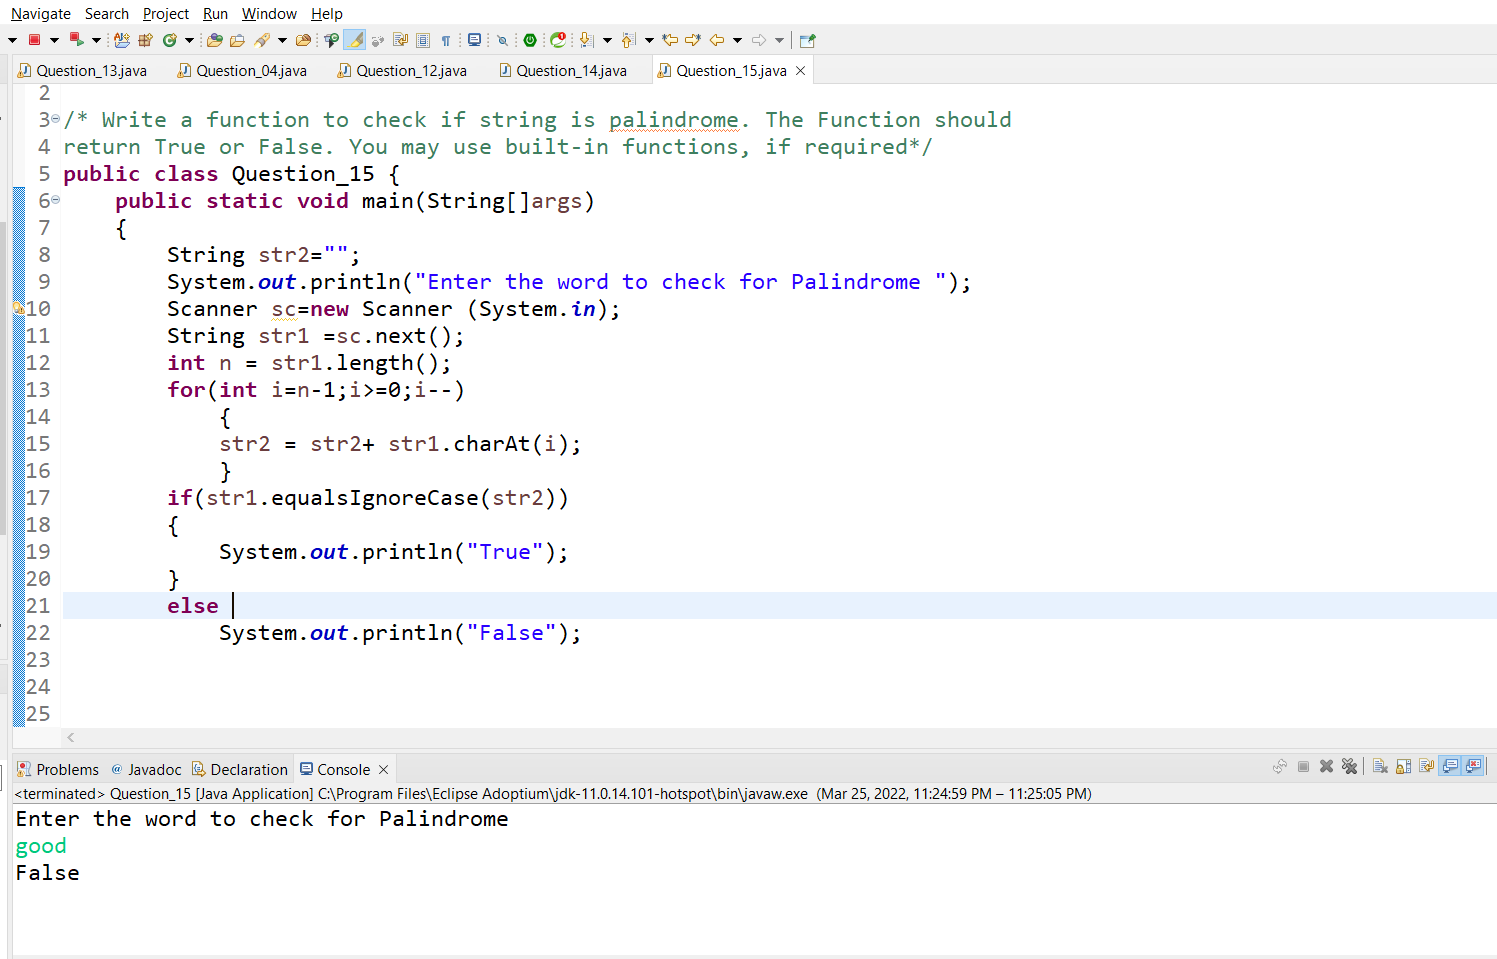 Navigate Search Project Run Window Help
Question_13.java Question_04.java Question_12.java Question_14.java Question_15.java
2
3 /* Write a function to check if string is palindrome. The Function should
4 return True or False. You may use built-in functions, if required*/
5 public class Question_15 {
6     public static void main(String[]args)
7     {
8         String str2="";
9         System.out.println("Enter the word to check for Palindrome ");
10         Scanner sc=new Scanner (System.in);
11         String str1 =sc.next();
12         int n = str1.length();
13         for(int i=n-1;i>=0;i--)
14             {
15             str2 = str2+ str1.charAt(i);
16             }
17         if(str1.equalsIgnoreCase(str2))
18         {
19             System.out.println("True");
20         }
21         else
22             System.out.println("False");
23
24
25
Problems @ Javadoc Declaration Console
<terminated> Question_15 [Java Application] C:\Program Files\Eclipse Adoptium\jdk-11.0.14.101-hotspot\bin\javaw.exe (Mar 25, 2022, 11:24:59 PM – 11:25:05 PM)
Enter the word to check for Palindrome
good
False